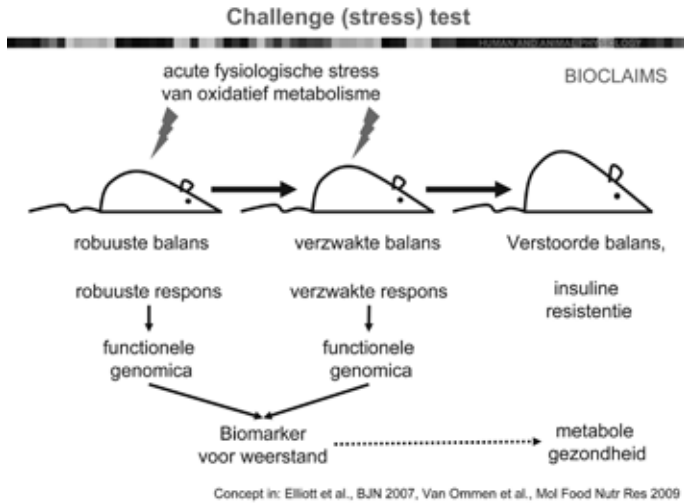 Challenge (stress) test
HUMAN AND ANIMAL PHYSIOLOGY
acute fysiologische stress
van oxidatief metabolisme
BIOCLAIMS
robuuste balans
verzwakte balans
Verstoorde balans,
robuuste respons
verzwakte respons
insuline
resistentie
functionele
genomica
functionele
genomica
Biomarker
voor weerstand
metabole
gezondheid
Concept in: Elliott et al., BJN 2007, Van Ommen et al., Mol Food Nutr Res 2009